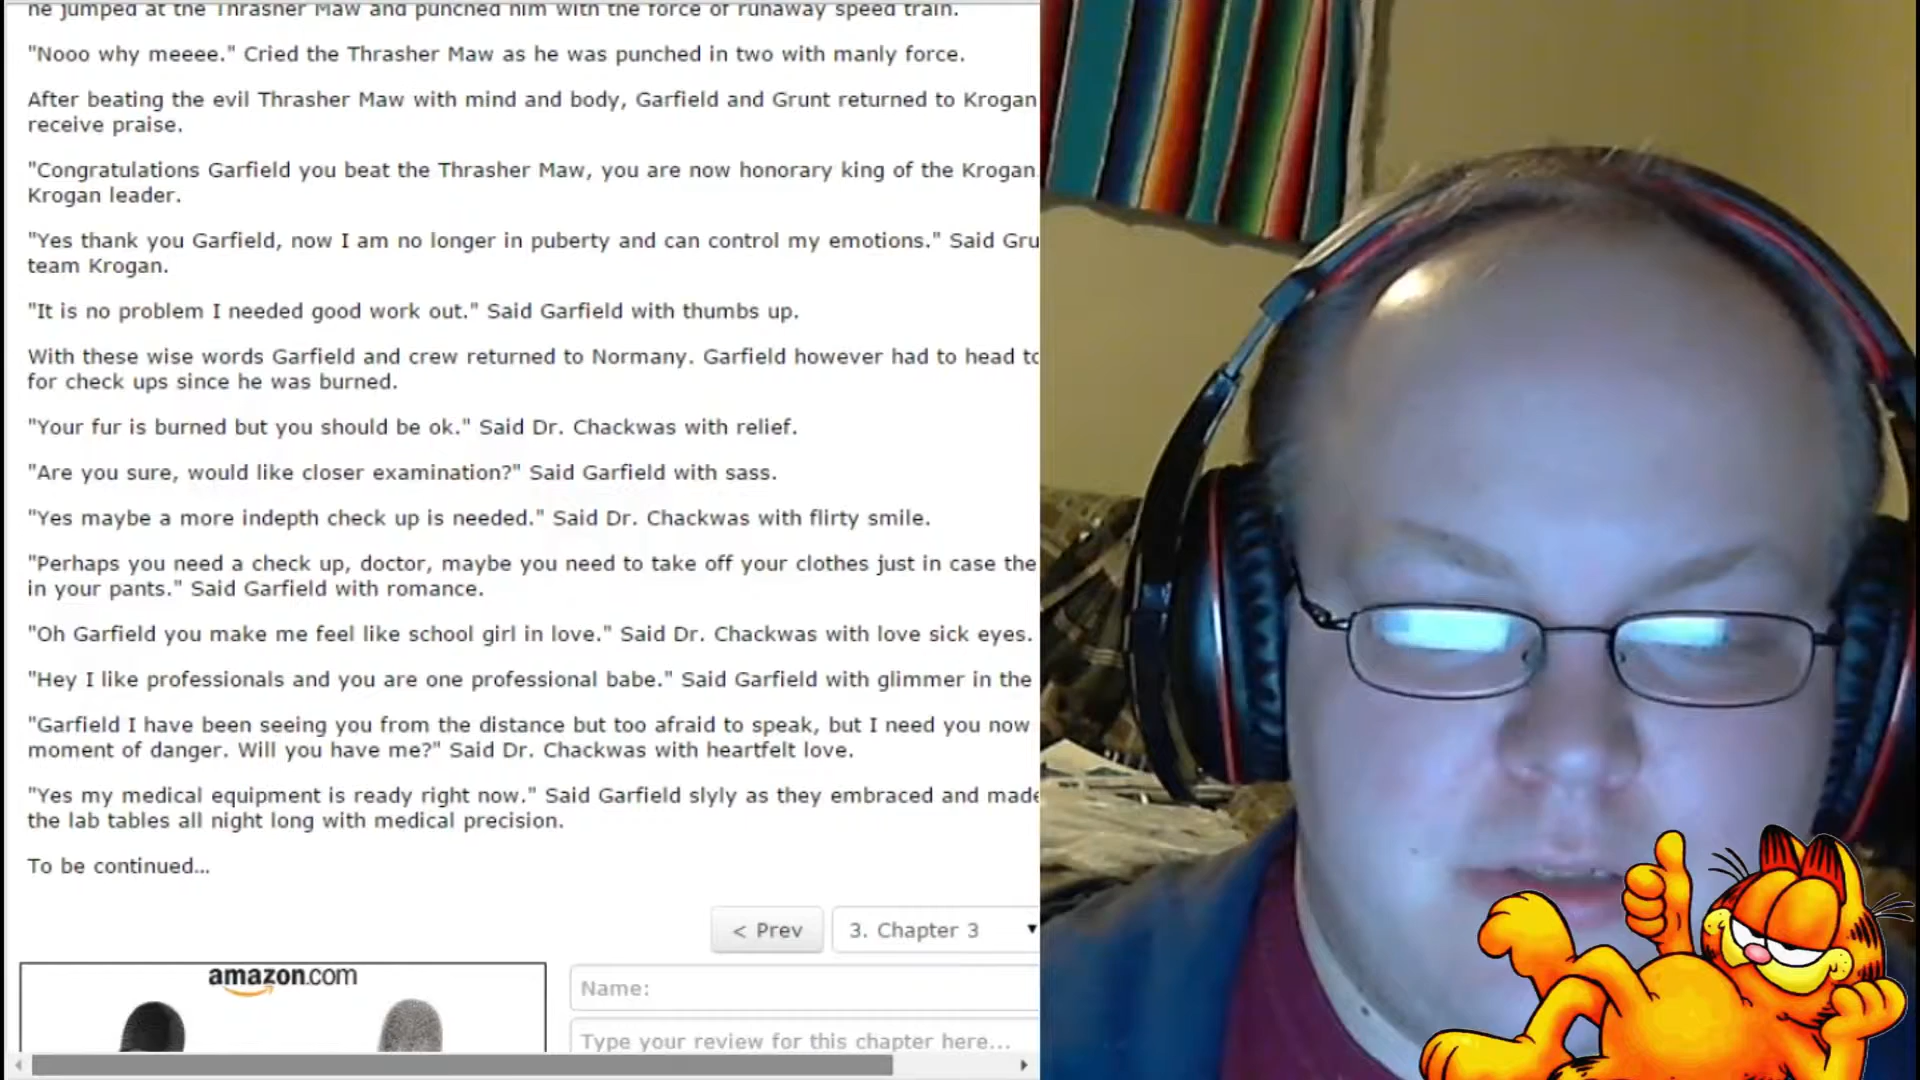 he jumped at the Thrasher Maw and punched him with the force of runaway speed train.
"Nooo why meeee." Cried the Thrasher Maw as he was punched in two with manly force.
After beating the evil Thrasher Maw with mind and body, Garfield and Grunt returned to Krogan
receive praise.
"Congratulations Garfield you beat the Thrasher Maw, you are now honorary king of the Krogan.
Krogan leader.
"Yes thank you Garfield, now I am no longer in puberty and can control my emotions." Said Gru
team Krogan.
"It is no problem I needed good work out." Said Garfield with thumbs up.
With these wise words Garfield and crew returned to Normany. Garfield however had to head to
for check ups since he was burned.
"Your fur is burned but you should be ok." Said Dr. Chackwas with relief.
"Are you sure, would like closer examination?" Said Garfield with sass.
"Yes maybe a more indepth check up is needed." Said Dr. Chackwas with flirty smile.
"Perhaps you need a check up, doctor, maybe you need to take off your clothes just in case the
in your pants." Said Garfield with romance.
"Oh Garfield you make me feel like school girl in love." Said Dr. Chackwas with love sick eyes.
"Hey I like professionals and you are one professional babe." Said Garfield with glimmer in the
"Garfield I have been seeing you from the distance but too afraid to speak, but I need you now
moment of danger. Will you have me?" Said Dr. Chackwas with heartfelt love.
"Yes my medical equipment is ready right now." Said Garfield slyly as they embraced and made
the lab tables all night long with medical precision.
To be continued...
< Prev
3. Chapter 3
amazon.com
Name:
Type your review for this chapter here...